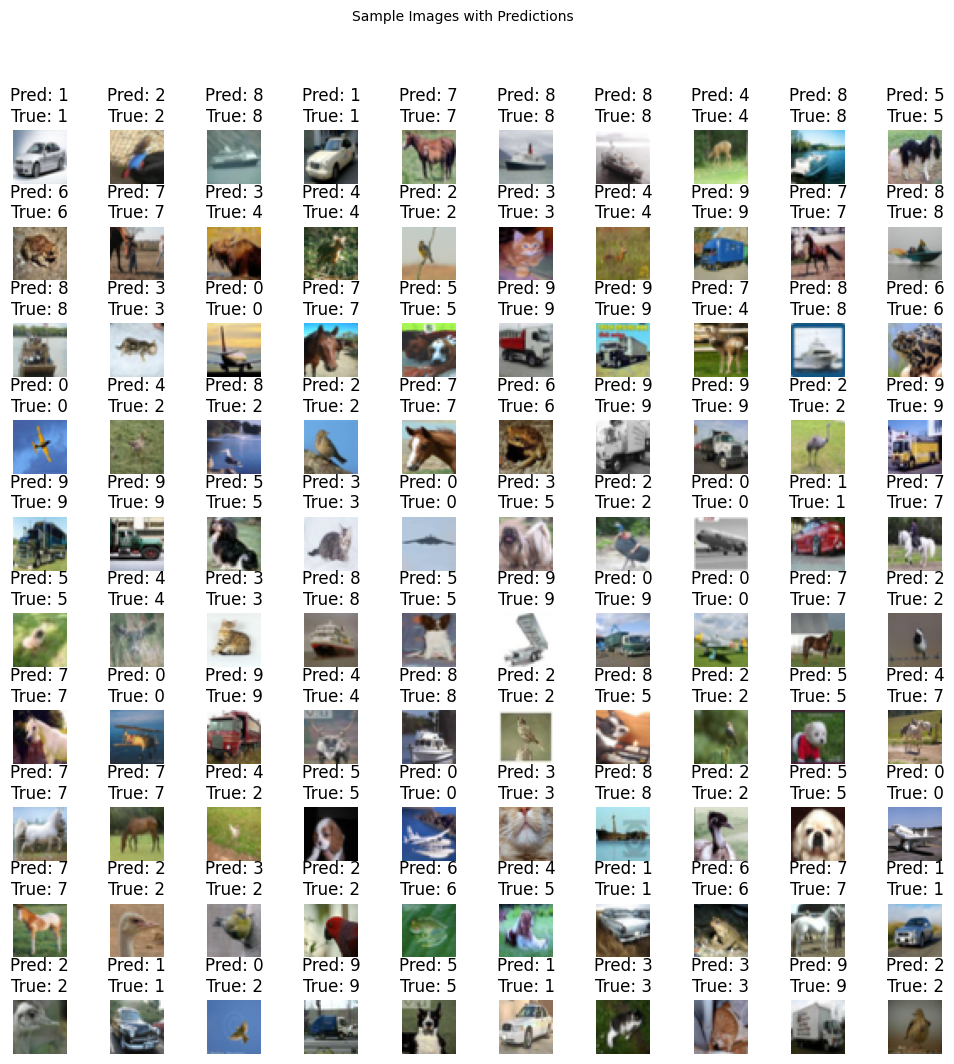 Sample Images with Predictions
Pred: 1 Pred: 2 Pred: 8 Pred: 1 Pred: 7 Pred: 8 Pred: 8 Pred: 4 Pred: 8 Pred: 5
True: 1 True: 2 True: 8 True: 1 True: 7 True: 8 True: 8 True: 4 True: 8 True: 5
Pred: 6 Pred: 7 Pred: 3 Pred: 4 Pred: 2 Pred: 3 Pred: 4 Pred: 9 Pred: 7 Pred: 8
True: 6 True: 7 True: 4 True: 4 True: 2 True: 3 True: 4 True: 9 True: 7 True: 8
Pred: 8 Pred: 3 Pred: 0 Pred: 7 Pred: 5 Pred: 9 Pred: 9 Pred: 7 Pred: 8 Pred: 6
True: 8 True: 3 True: 0 True: 7 True: 5 True: 9 True: 9 True: 4 True: 8 True: 6
Pred: 0 Pred: 4 Pred: 8 Pred: 2 Pred: 7 Pred: 6 Pred: 9 Pred: 9 Pred: 2 Pred: 9
True: 0 True: 2 True: 2 True: 2 True: 7 True: 6 True: 9 True: 9 True: 2 True: 9
Pred: 9 Pred: 9 Pred: 5 Pred: 3 Pred: 0 Pred: 3 Pred: 2 Pred: 0 Pred: 1 Pred: 7
True: 9 True: 9 True: 5 True: 3 True: 0 True: 5 True: 2 True: 0 True: 1 True: 7
Pred: 5 Pred: 4 Pred: 3 Pred: 8 Pred: 5 Pred: 9 Pred: 0 Pred: 0 Pred: 7 Pred: 2
True: 5 True: 4 True: 3 True: 8 True: 5 True: 9 True: 9 True: 0 True: 7 True: 2
Pred: 7 Pred: 0 Pred: 9 Pred: 4 Pred: 8 Pred: 2 Pred: 8 Pred: 2 Pred: 5 Pred: 4
True: 7 True: 0 True: 9 True: 4 True: 8 True: 2 True: 5 True: 2 True: 5 True: 7
Pred: 7 Pred: 7 Pred: 4 Pred: 5 Pred: 0 Pred: 3 Pred: 8 Pred: 2 Pred: 5 Pred: 0
True: 7 True: 7 True: 2 True: 5 True: 0 True: 3 True: 8 True: 2 True: 5 True: 0
Pred: 7 Pred: 2 Pred: 3 Pred: 2 Pred: 6 Pred: 4 Pred: 1 Pred: 6 Pred: 7 Pred: 1
True: 7 True: 2 True: 2 True: 2 True: 6 True: 5 True: 1 True: 6 True: 7 True: 1
Pred: 2 Pred: 1 Pred: 0 Pred: 9 Pred: 5 Pred: 1 Pred: 3 Pred: 3 Pred: 9 Pred: 2
True: 2 True: 1 True: 2 True: 9 True: 5 True: 1 True: 3 True: 3 True: 9 True: 2